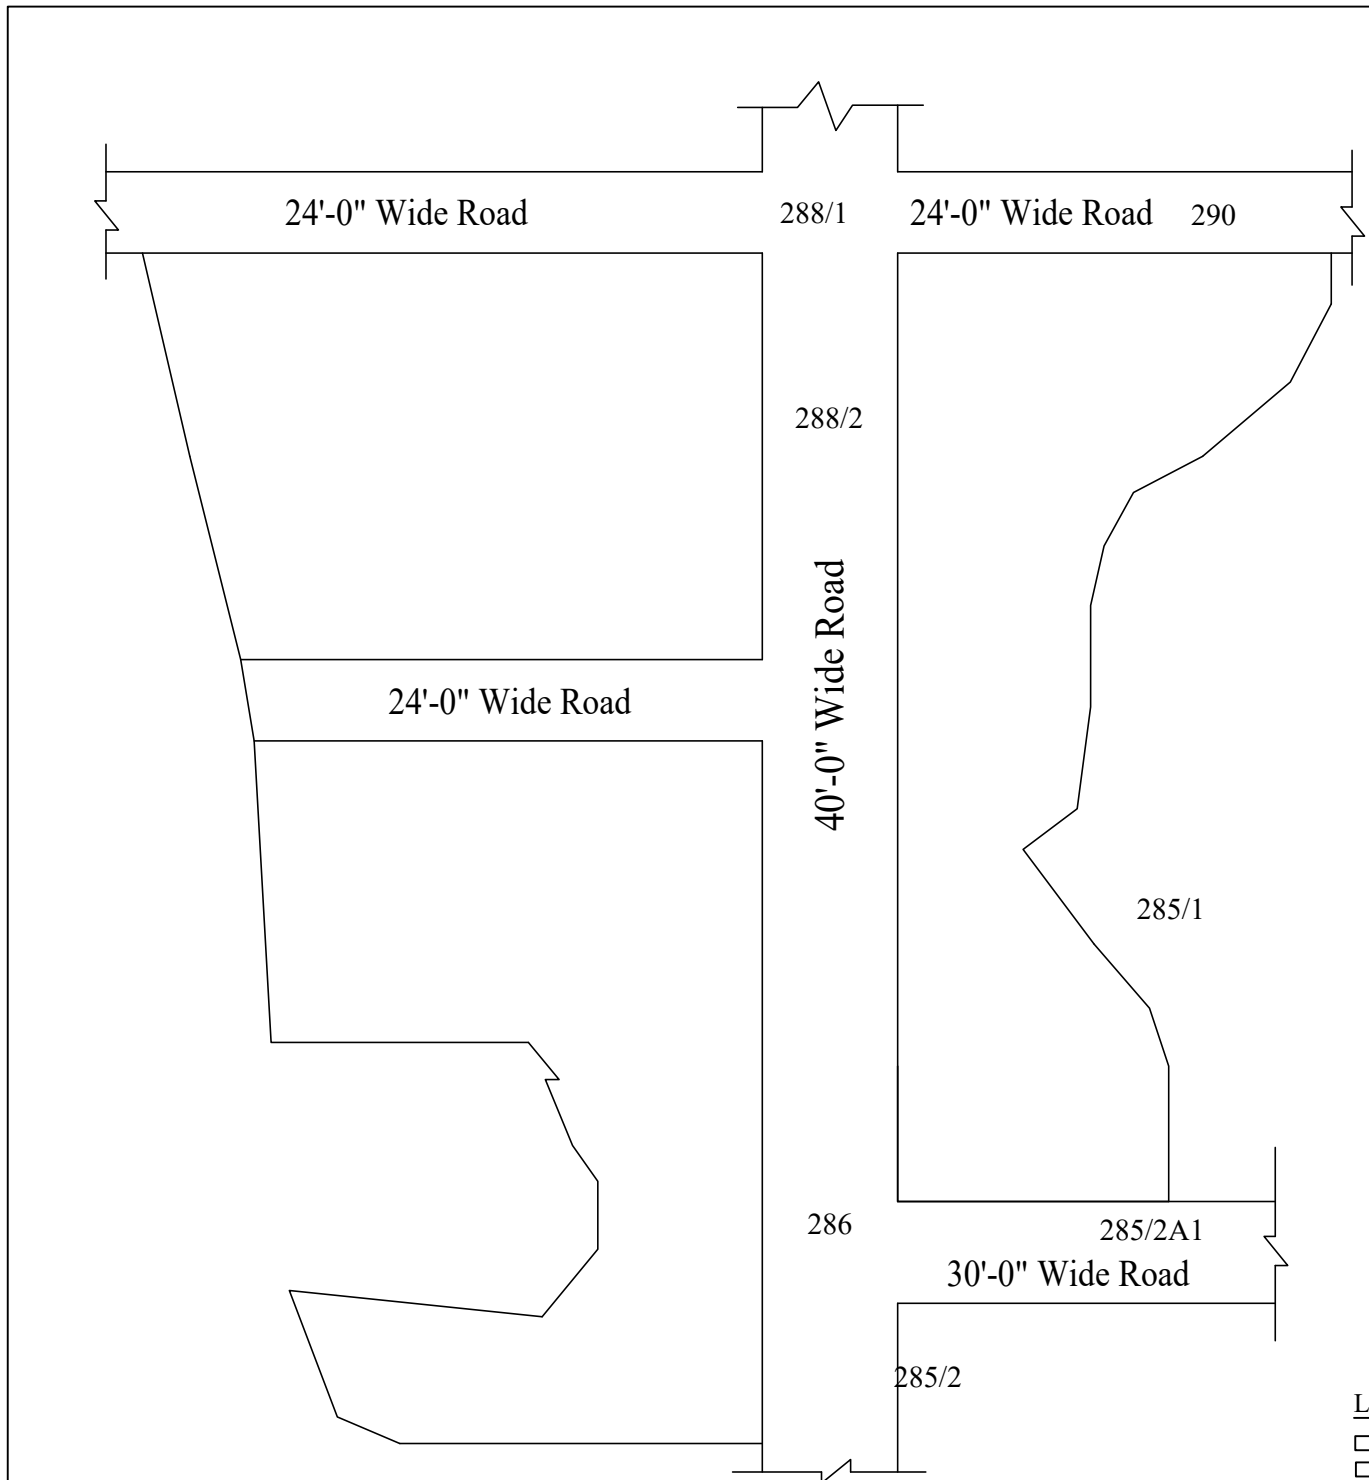 24'-0" Wide Road
288/1
24'-0" Wide Road
290
288/2
40'-0" Wide Road
24'-0" Wide Road
285/1
286
285/2A1
30'-0" Wide Road
285/2
L